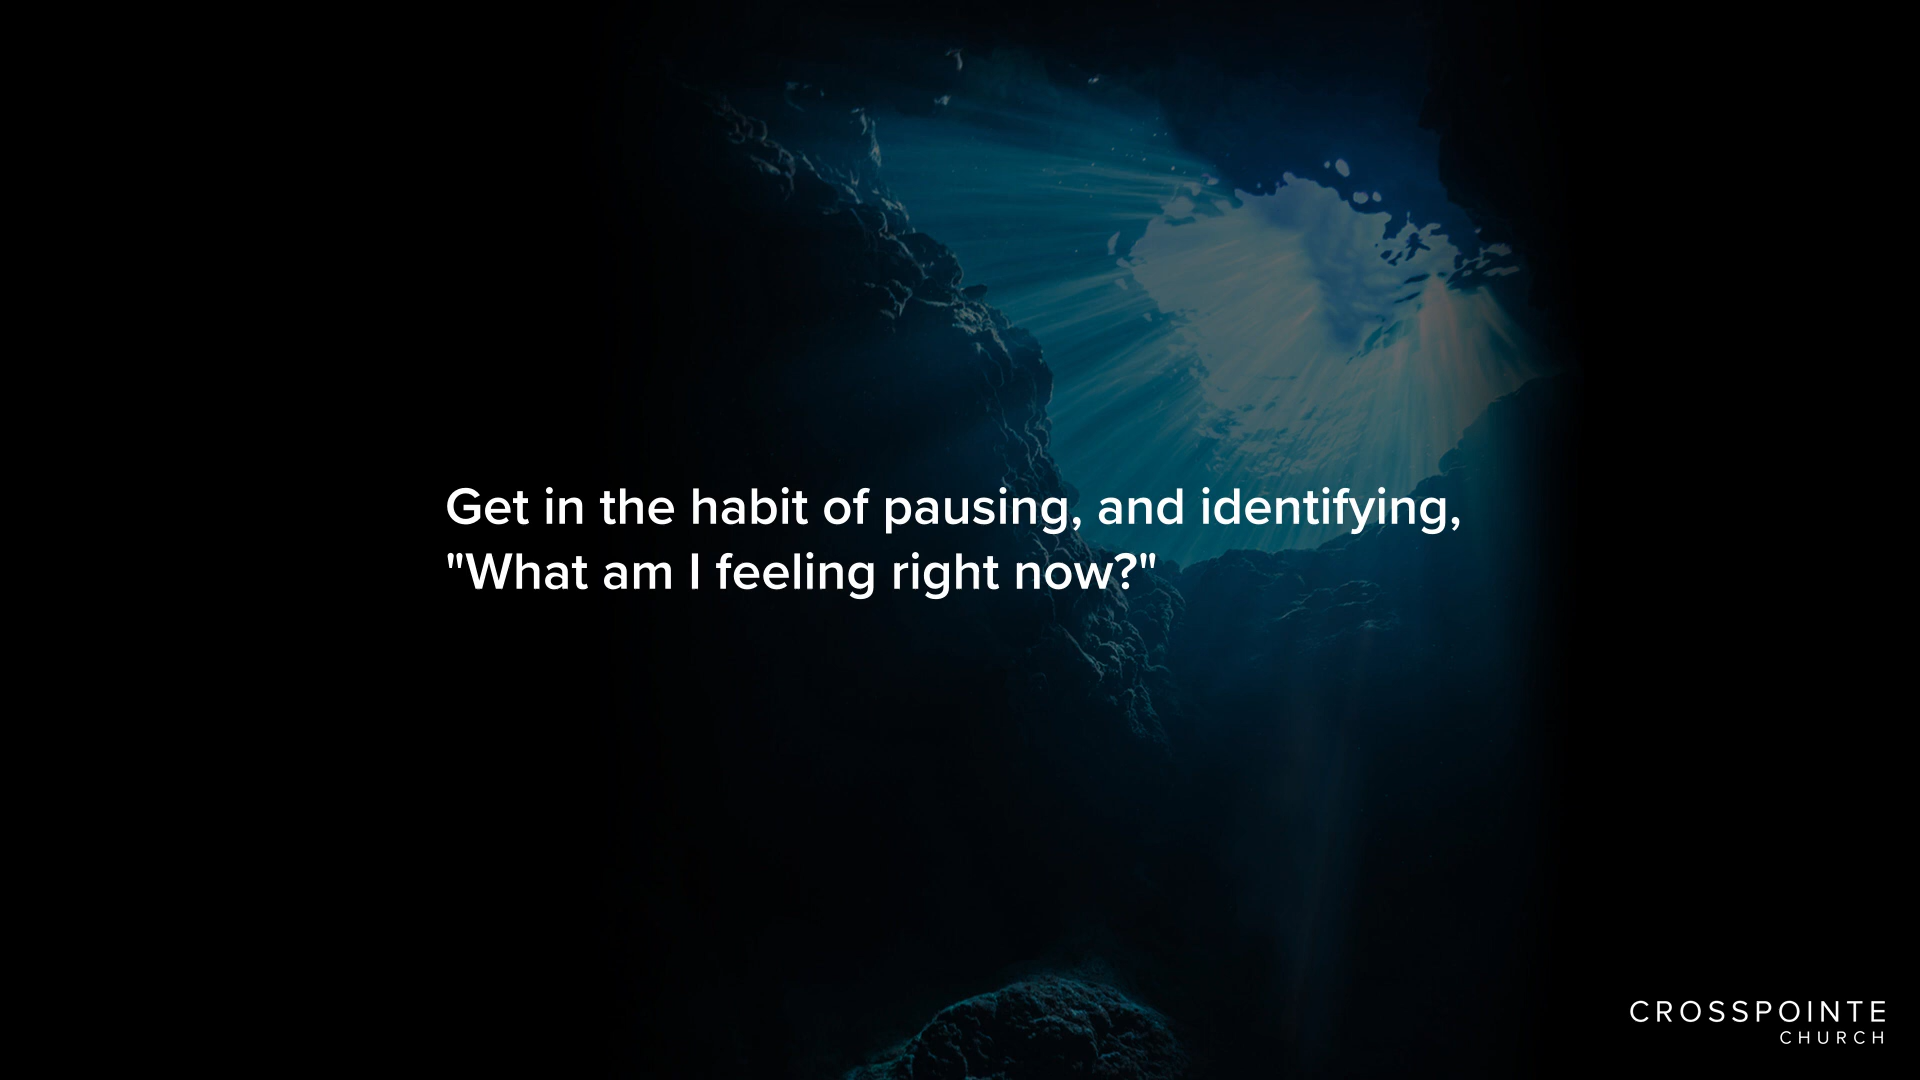 Get in the habit of pausing, and identifying,
"What am I feeling right now?"
CROSSPOINTE
CHURCH